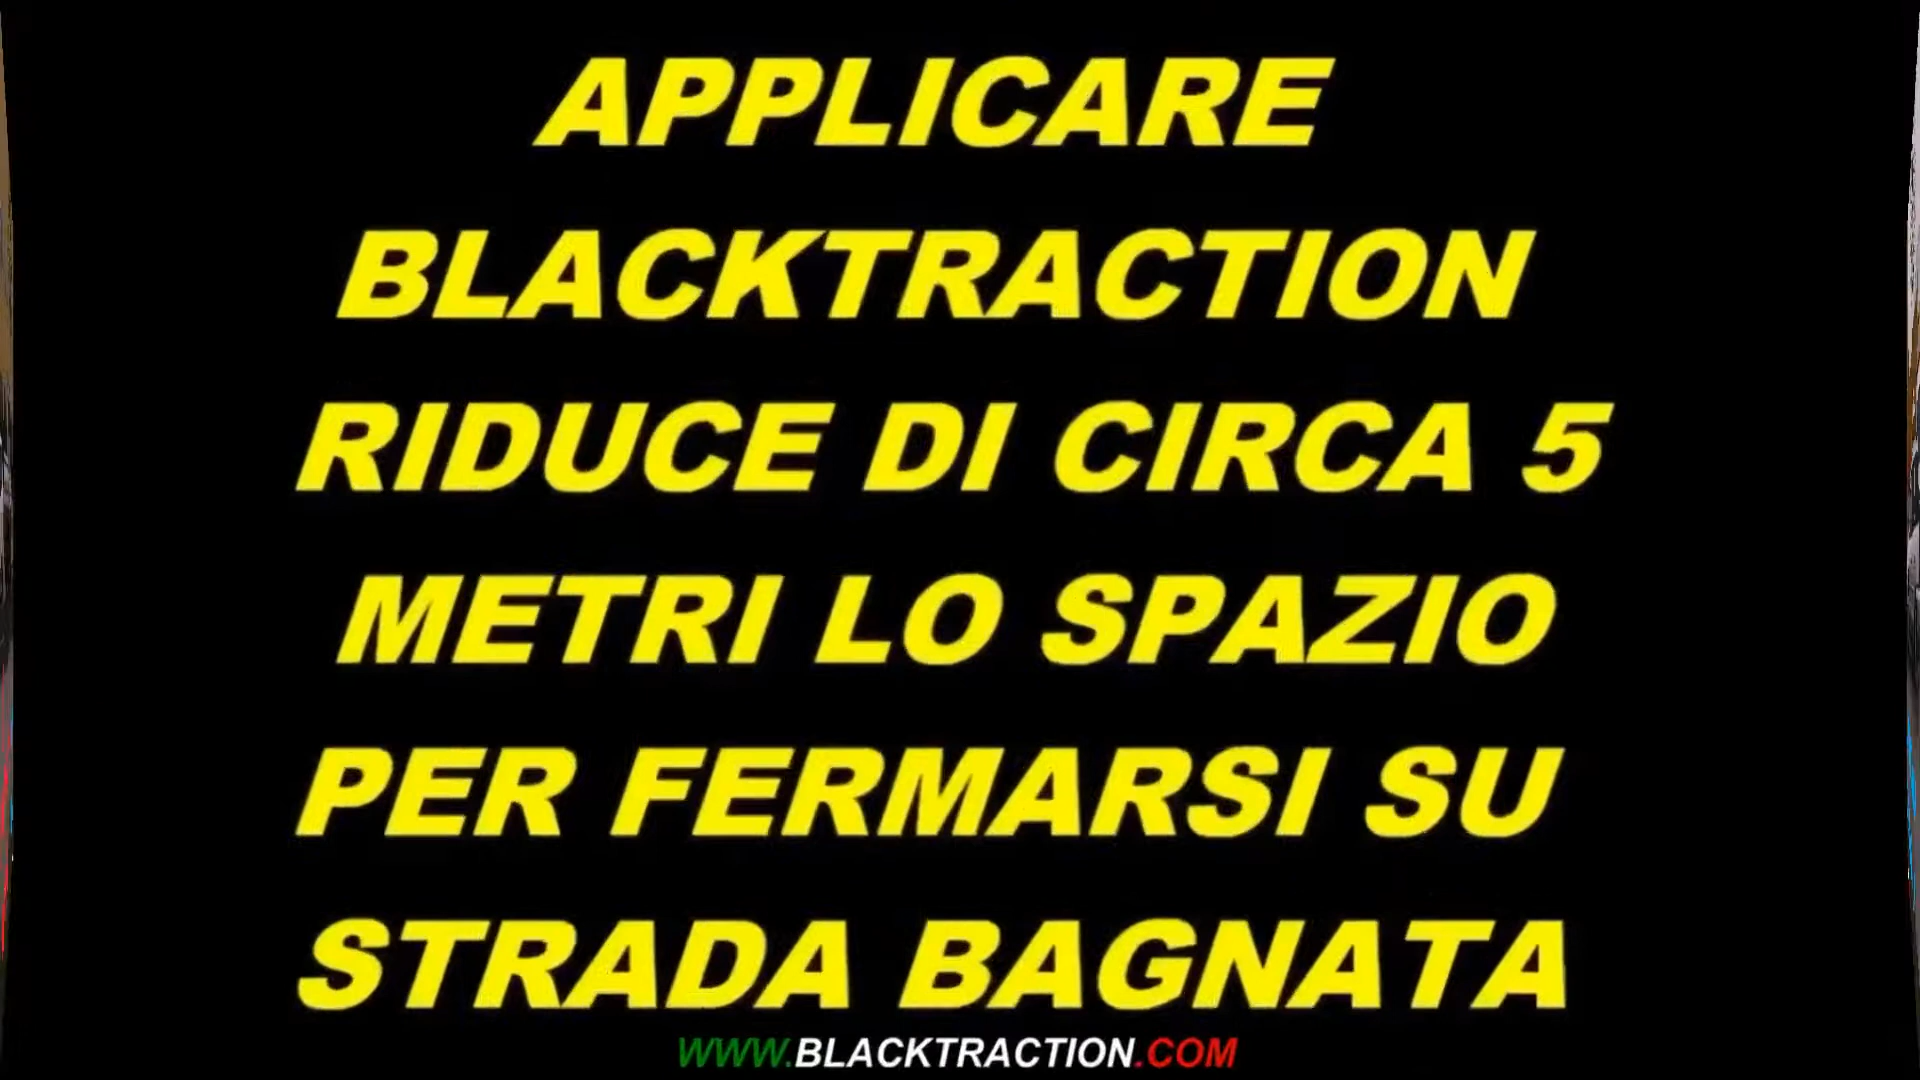 APPLICARE
BLACKTRACTION
RIDUCE DI CIRCA 5
METRI LO SPAZIO
PER FERMARSI SU
STRADA BAGNATA
WWW.BLACKTRACTION.COM